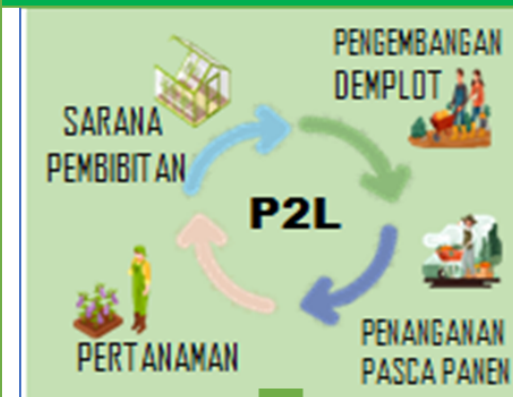 PENGEMBANGAN
DEMPLOT
SARANA
PEMBIBITAN
P2L
PERTANAMAN
PENANGANAN
PASCA PANEN